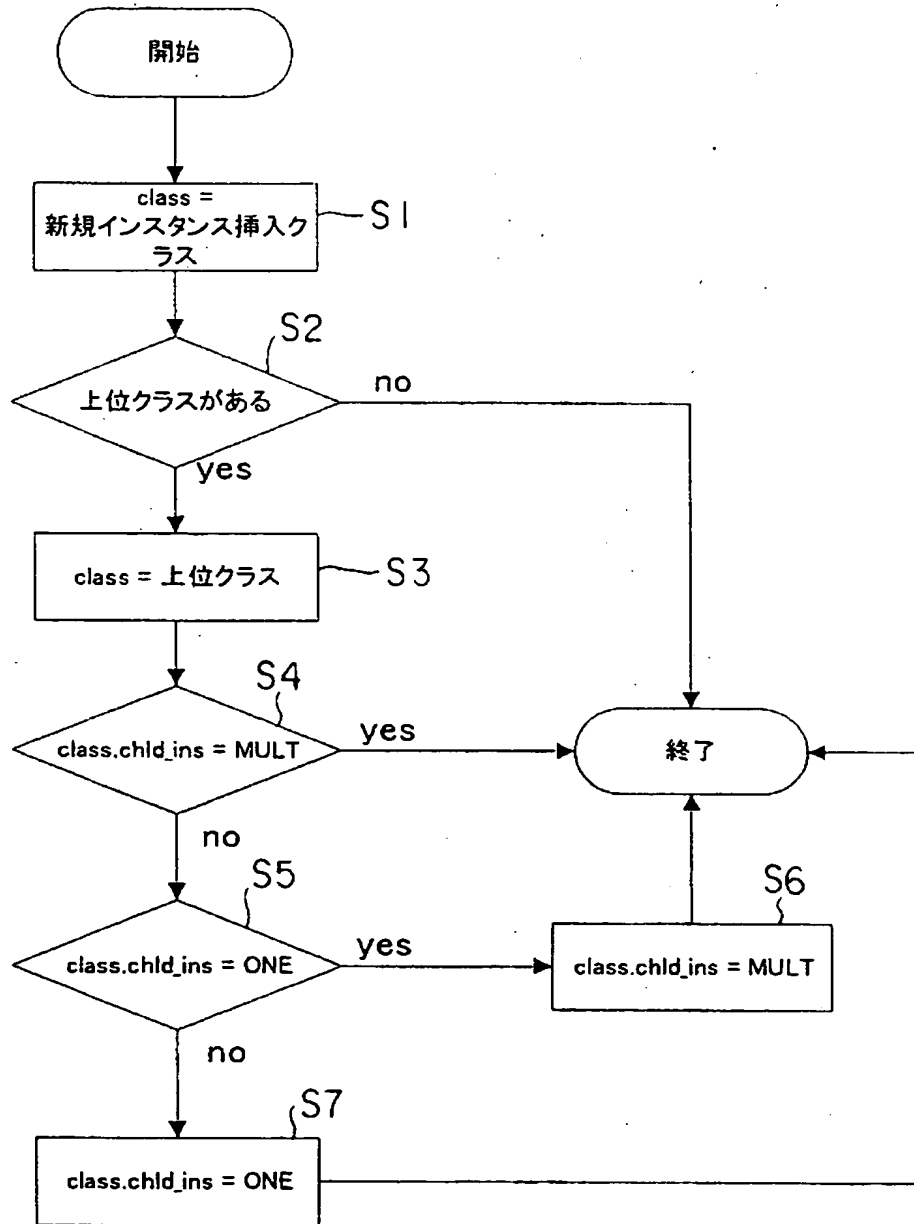 開始
class =
新規インスタンス挿入ク
ラス
S1
S2
上位クラスがある
no
yes
class = 上位クラス
S3
S4
class.chld_ins = MULT
yes
終了
no
S5
class.chld_ins = ONE
yes
S6
class.chld_ins = MULT
no
S7
class.chld_ins = ONE